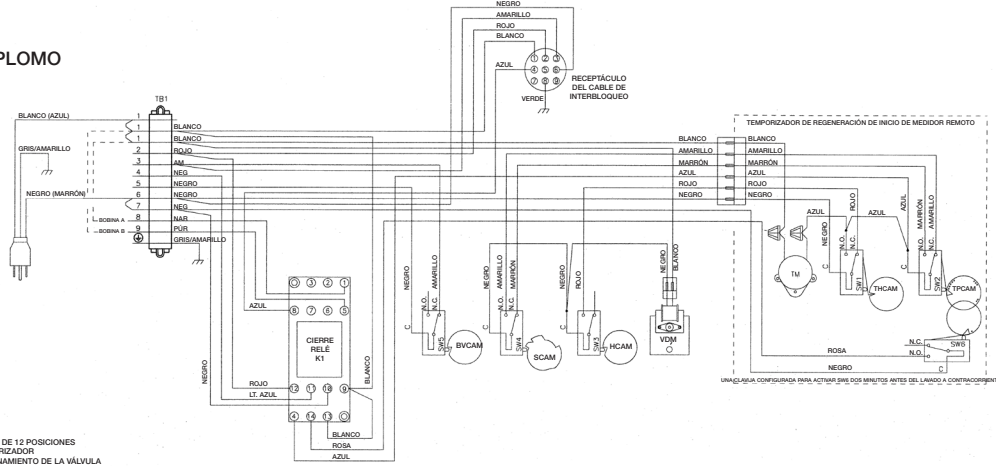 PLOMO
NEGRO
AMARILLO
ROJO
BLANCO
AZUL
1 2 3
4 5 6
7 8 9
VERDE
RECEPTÁCULO
DEL CABLE DE
INTERBLOQUEO
TB1
BLANCO (AZUL)
GRIS/AMARILLO
NEGRO (MARRÓN)
BOBINA A
BOBINA B
1
1 BLANCO
1 BLANCO
2 ROJO
3 AM
4 NEG
5 NEGRO
6 NEGRO
7 NEG
8 NAR
9 PÚR
GRIS/AMARILLO
BLANCO
AMARILLO
MARRÓN
AZUL
ROJO
NEGRO
TEMPORIZADOR DE REGENERACIÓN DE INICIO DE MEDIDOR REMOTO
BLANCO
AMARILLO
MARRÓN
AZUL
ROJO
NEGRO
AZUL
NEGRO
ROJO
AZUL
AZUL
MARRÓN
AMARILLO
N.O.
N.C.
C
SW1
N.O.
N.C.
C
SW2
TM
THCAM
TPCAM
N.C.
N.O.
SW6
C
ROSA
NEGRO
UNA CLAVIJA CONFIGURADA PARA ACTIVAR SW6 DOS MINUTOS ANTES DEL LAVADO A CONTRACORRIENTE
3 2 1
8 7 6 5
AZUL
CIERRE
RELÉ
K1
12 11 10 9
4 14 13
NEGRO
ROJO
LT. AZUL
BLANCO
BLANCO
ROSA
AZUL
NEGRO
AMARILLO
N.O.
N.C.
C
SW5
BVCAM
NEGRO
AMARILLO
MARRÓN
N.O.
N.C.
C
SW4
SCAM
NEGRO
ROJO
C
SW3
HCAM
NEGRO
BLANCO
VDM
DE 12 POSICIONES
RIZADOR
NAMIENTO DE LA VÁLVULA